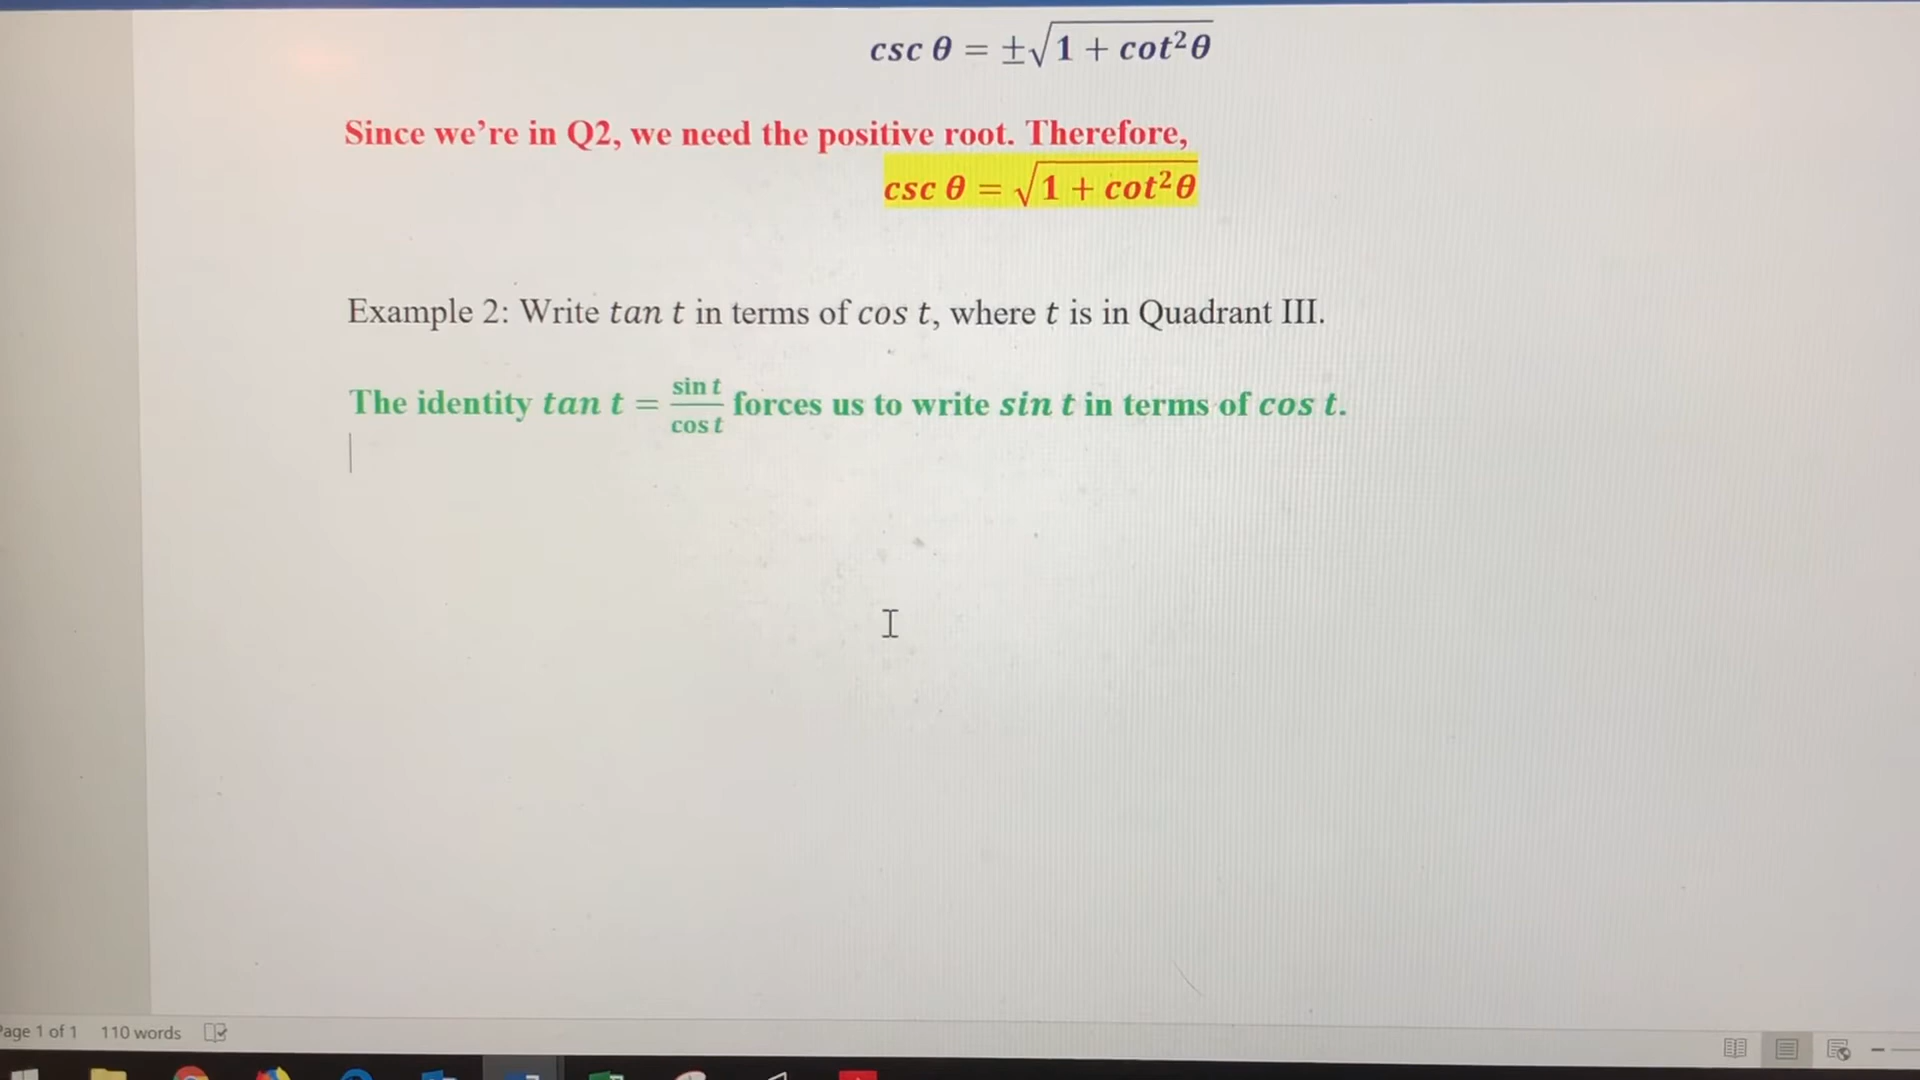 csc θ = ±√1 + cot²θ
Since we're in Q2, we need the positive root. Therefore,
csc θ = √1 + cot²θ
Example 2: Write tan t in terms of cos t, where t is in Quadrant III.
The identity tan t = sin t / cos t forces us to write sin t in terms of cos t.
Page 1 of 1 110 words